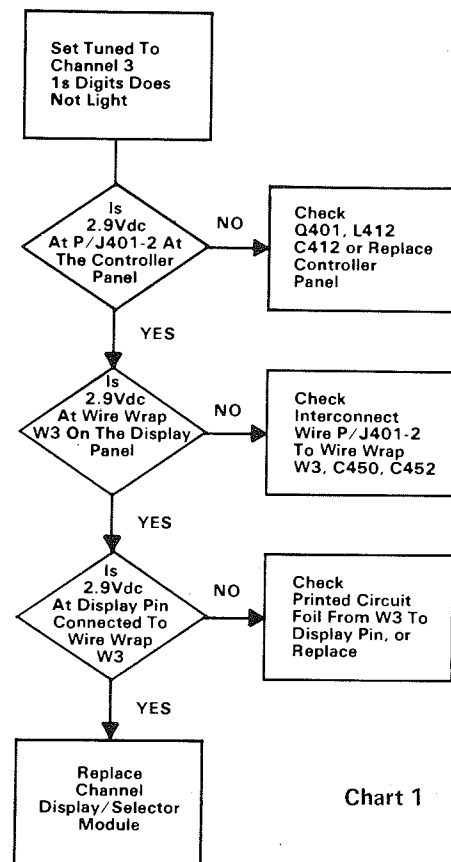 Set Tuned To
Channel 3
1s Digits Does
Not Light
Is
2.9Vdc
At P/J401-2 At
The Controller
Panel
NO
Check
Q401, L412
C412 or Replace
Controller
Panel
YES
Is
2.9Vdc
At Wire Wrap
W3 On The Display
Panel
NO
Check
Interconnect
Wire P/J401-2
To Wire Wrap
W3, C450, C452
YES
Is
2.9Vdc
At Display Pin
Connected To
Wire Wrap
W3
NO
Check
Printed Circuit
Foil From W3 To
Display Pin, or
Replace
YES
Replace
Channel
Display/Selector
Module
Chart 1